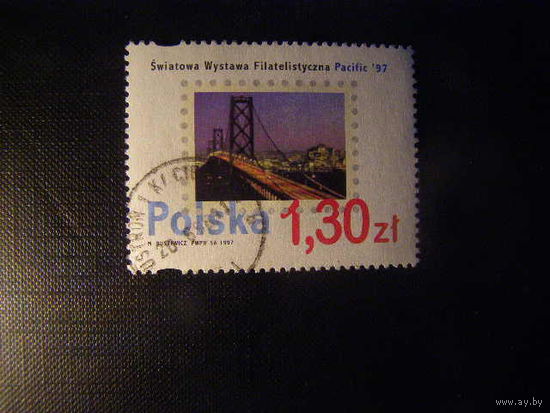 Światowa Wystawa Filatelistyczna Pacific '97
Polska 1,30 zł
PWPW 1997
www.ay.by